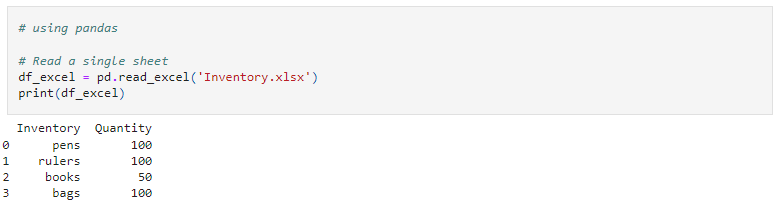 # using pandas
# Read a single sheet
df_excel = pd.read_excel('Inventory.xlsx')
print(df_excel)
Inventory Quantity
0 pens 100
1 rulers 100
2 books 50
3 bags 100